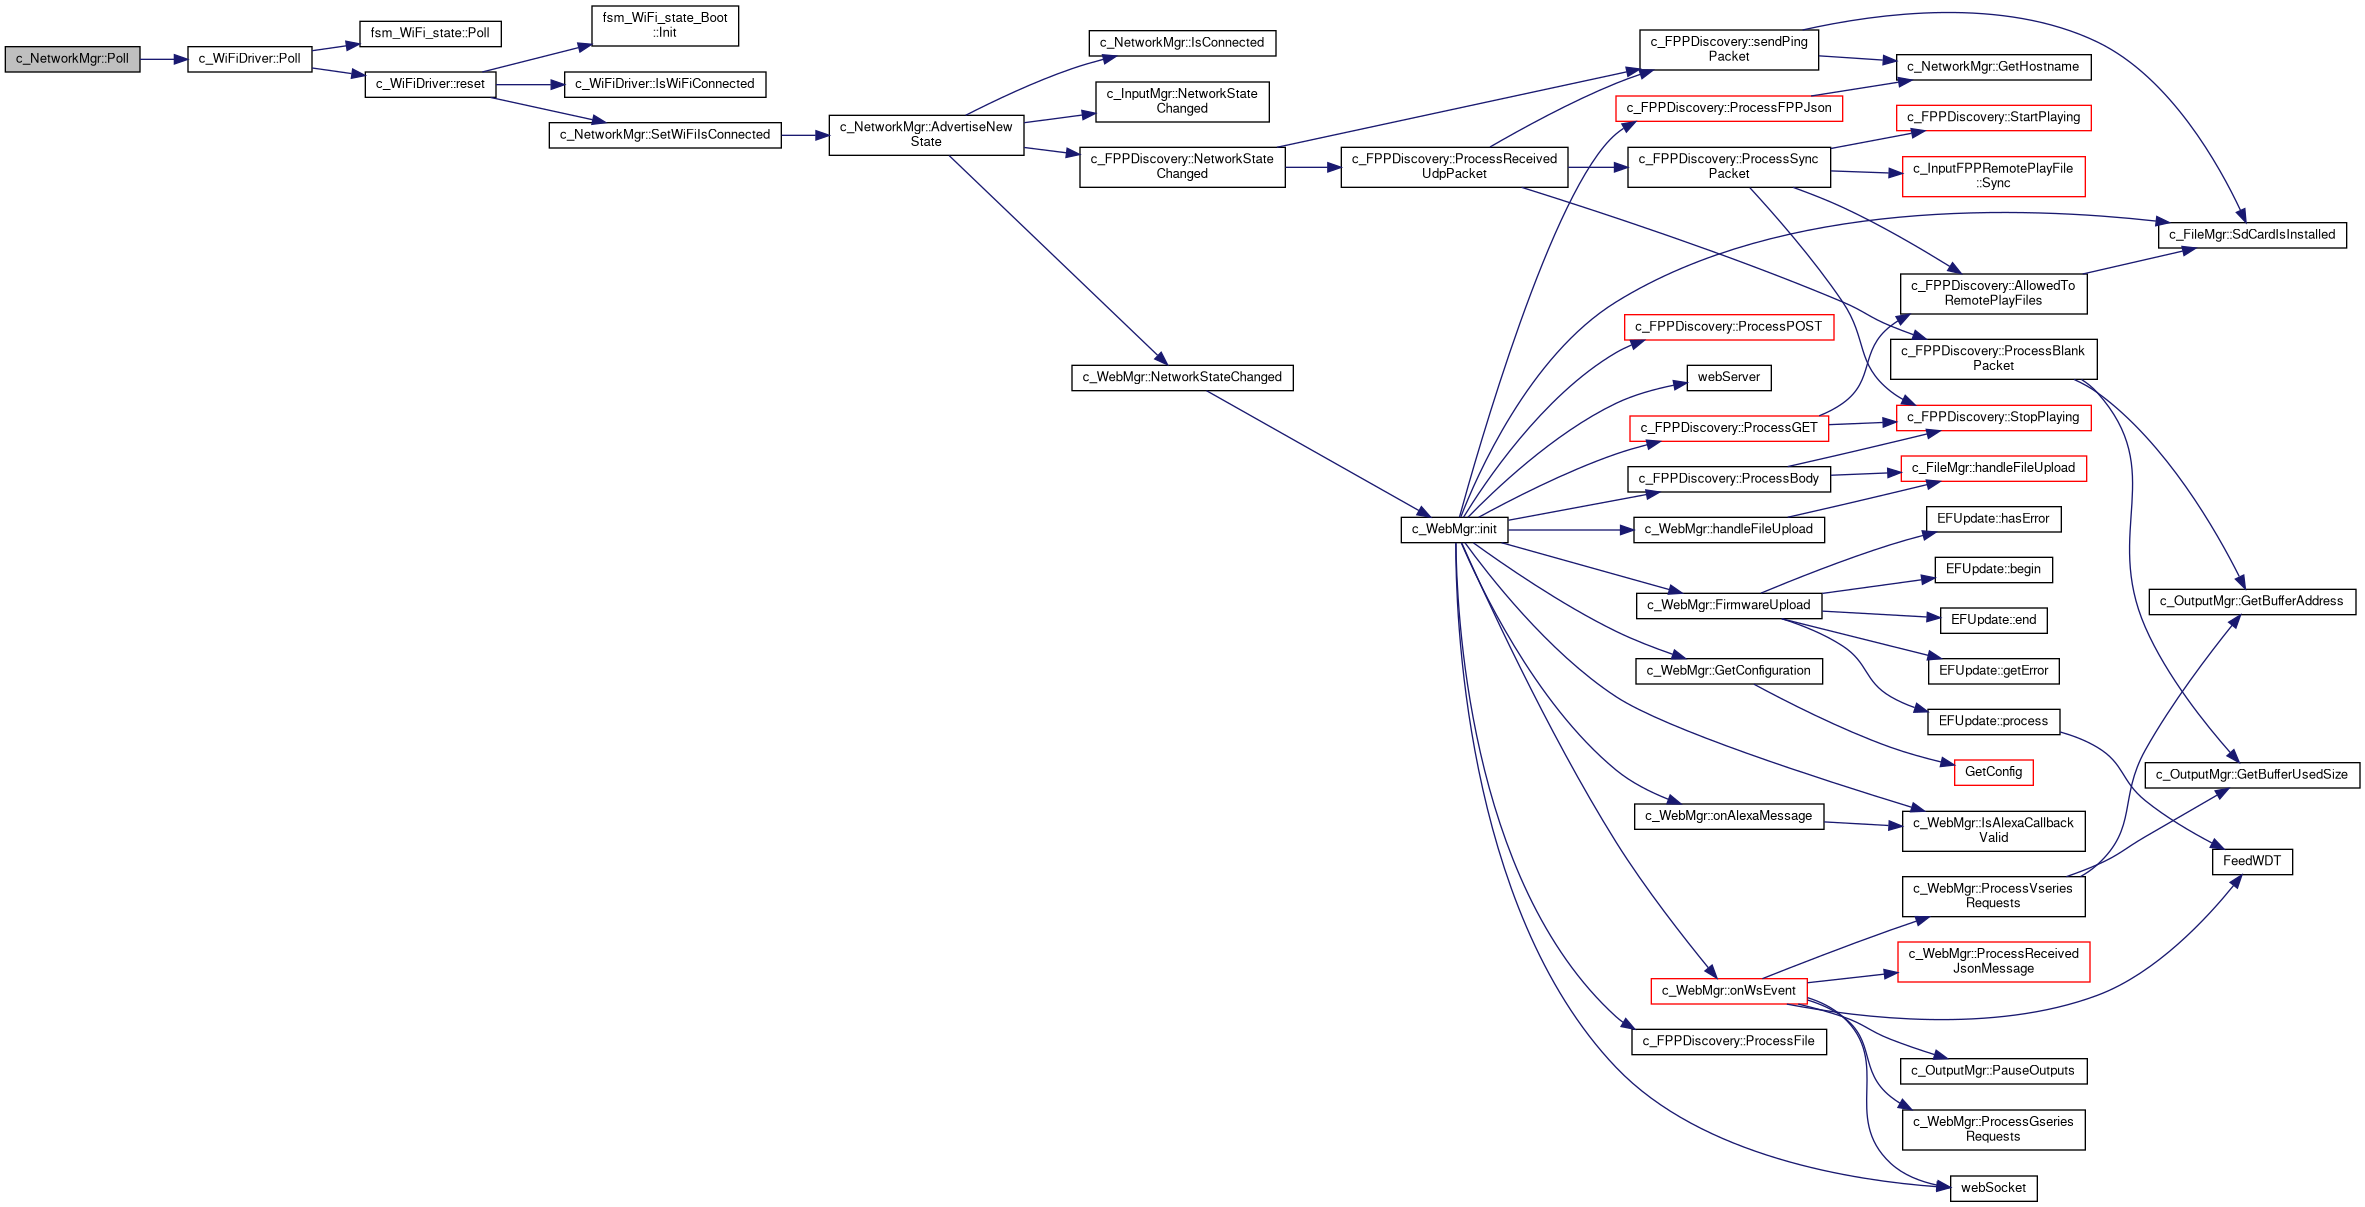 c_NetworkMgr::Poll
c_WiFiDriver::Poll
fsm_WiFi_state::Poll
c_WiFiDriver::reset
fsm_WiFi_state_Boot
::Init
c_WiFiDriver::IsWiFiConnected
c_NetworkMgr::SetWiFiIsConnected
c_NetworkMgr::AdvertiseNew
State
c_NetworkMgr::IsConnected
c_InputMgr::NetworkState
Changed
c_FPPDiscovery::NetworkState
Changed
c_WebMgr::NetworkStateChanged
c_FPPDiscovery::ProcessReceived
UdpPacket
c_WebMgr::init
c_FPPDiscovery::sendPing
Packet
c_FPPDiscovery::ProcessFPPJson
c_FPPDiscovery::ProcessSync
Packet
c_FPPDiscovery::ProcessPOST
webServer
c_FPPDiscovery::ProcessGET
c_FPPDiscovery::ProcessBody
c_WebMgr::handleFileUpload
c_WebMgr::FirmwareUpload
c_WebMgr::GetConfiguration
c_WebMgr::onAlexaMessage
c_WebMgr::onWsEvent
c_FPPDiscovery::ProcessFile
c_NetworkMgr::GetHostname
c_FPPDiscovery::StartPlaying
c_InputFPPRemotePlayFile
::Sync
c_FPPDiscovery::AllowedTo
RemotePlayFiles
c_FPPDiscovery::ProcessBlank
Packet
c_FPPDiscovery::StopPlaying
c_FileMgr::handleFileUpload
EFUpdate::hasError
EFUpdate::begin
EFUpdate::end
EFUpdate::getError
EFUpdate::process
GetConfig
c_WebMgr::IsAlexaCallback
Valid
c_WebMgr::ProcessVseries
Requests
c_WebMgr::ProcessReceived
JsonMessage
c_OutputMgr::PauseOutputs
c_WebMgr::ProcessGseries
Requests
webSocket
c_FileMgr::SdCardIsInstalled
c_OutputMgr::GetBufferAddress
c_OutputMgr::GetBufferUsedSize
FeedWDT